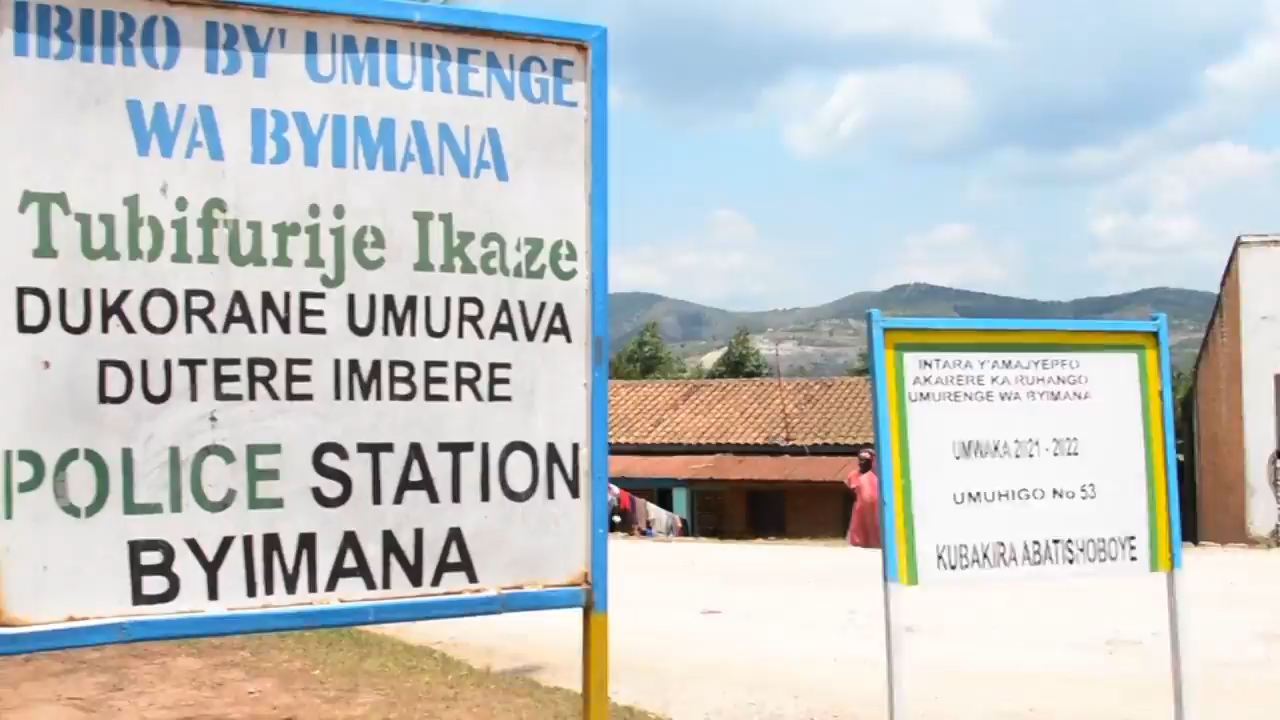 IBIRO BY' UMURENGE
WA BYIMANA
Tubifurije Ikaze
DUKORANE UMURAVA
DUTERE IMBERE
POLICE STATION
BYIMANA
INTARA Y'AMAJYEPFO
AKARERE KA RUHANGO
UMURENGE WA BYIMANA
UMWAKA 2021 - 2022
UMUHIGO No 53
KUBAKIRA ABATISHOBOYE